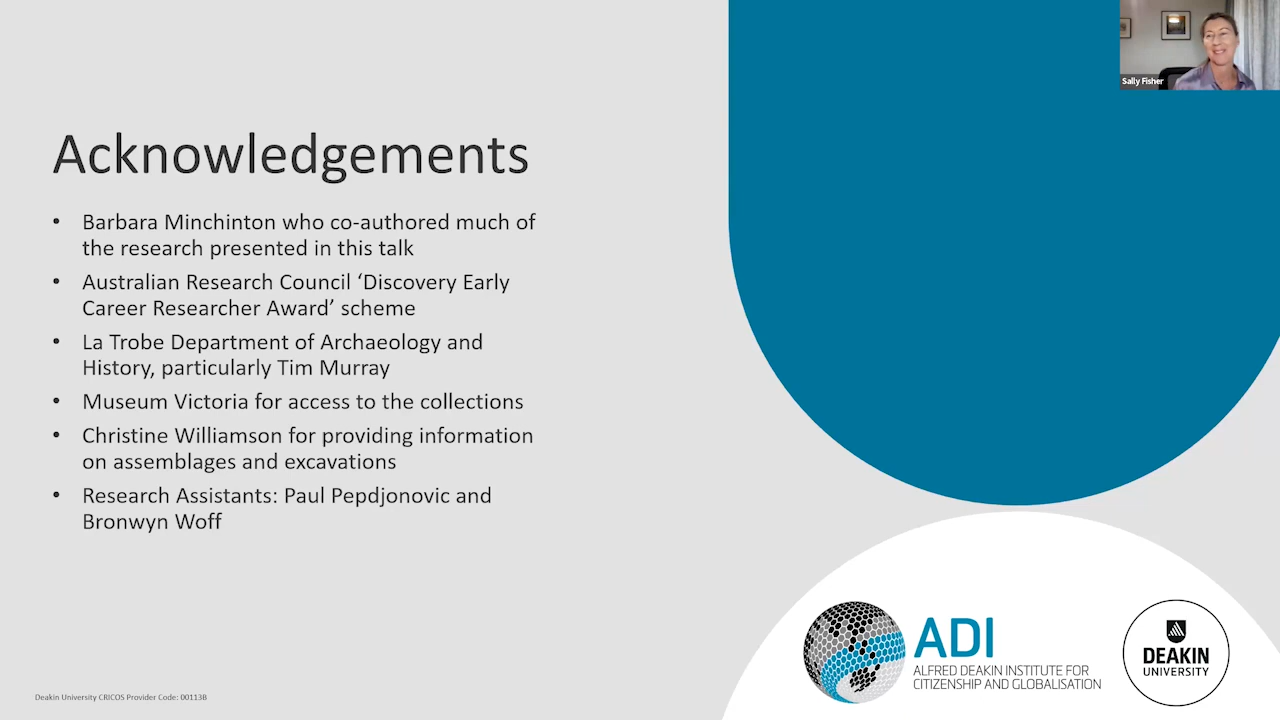 Sally Fisher
Acknowledgements
• Barbara Minchinton who co-authored much of
the research presented in this talk
• Australian Research Council ‘Discovery Early
Career Researcher Award’ scheme
• La Trobe Department of Archaeology and
History, particularly Tim Murray
• Museum Victoria for access to the collections
• Christine Williamson for providing information
on assemblages and excavations
• Research Assistants: Paul Pepdjonovic and
Bronwyn Woff
ADI
ALFRED DEAKIN INSTITUTE FOR
CITIZENSHIP AND GLOBALISATION
DEAKIN
UNIVERSITY
Deakin University CRICOS Provider Code: 00113B